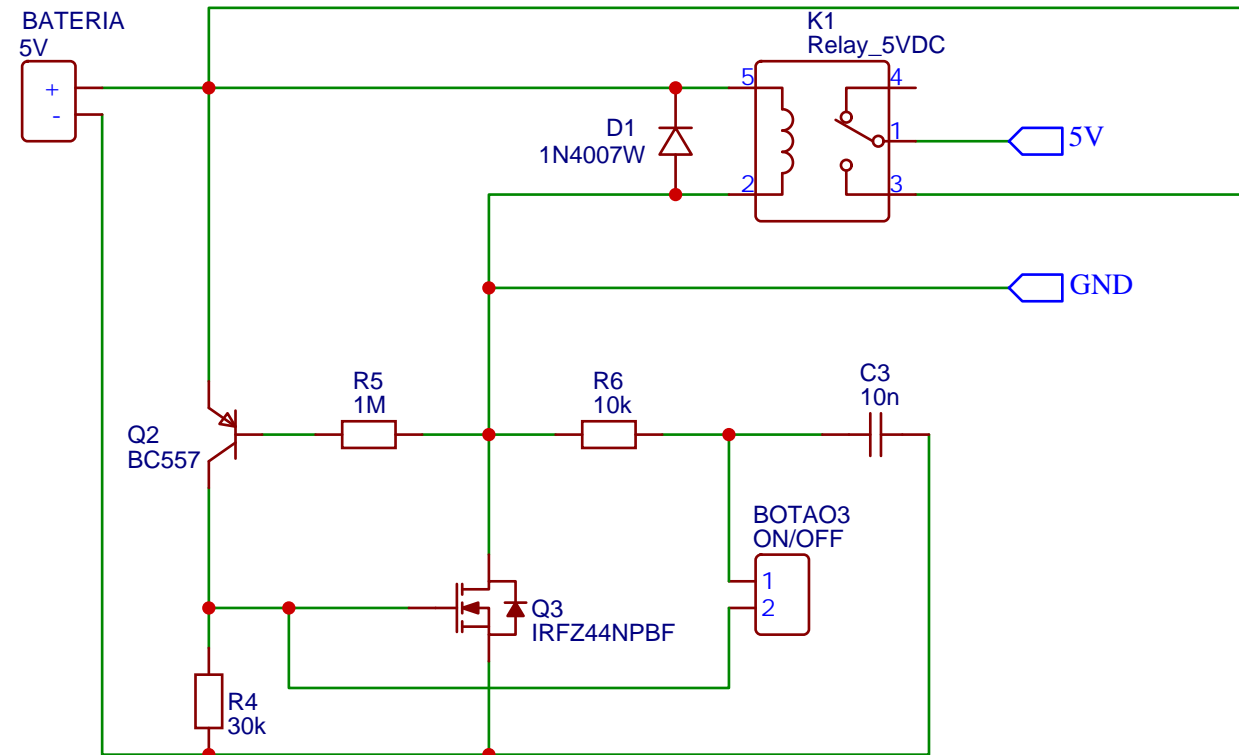 BATERIA
5V
+
-
K1
Relay_5VDC
5
4
D1
1N4007W
1
5V
2
3
GND
R5
1M
R6
10k
C3
10n
Q2
BC557
BOTAO3
ON/OFF
1
2
Q3
IRFZ44NPBF
R4
30k